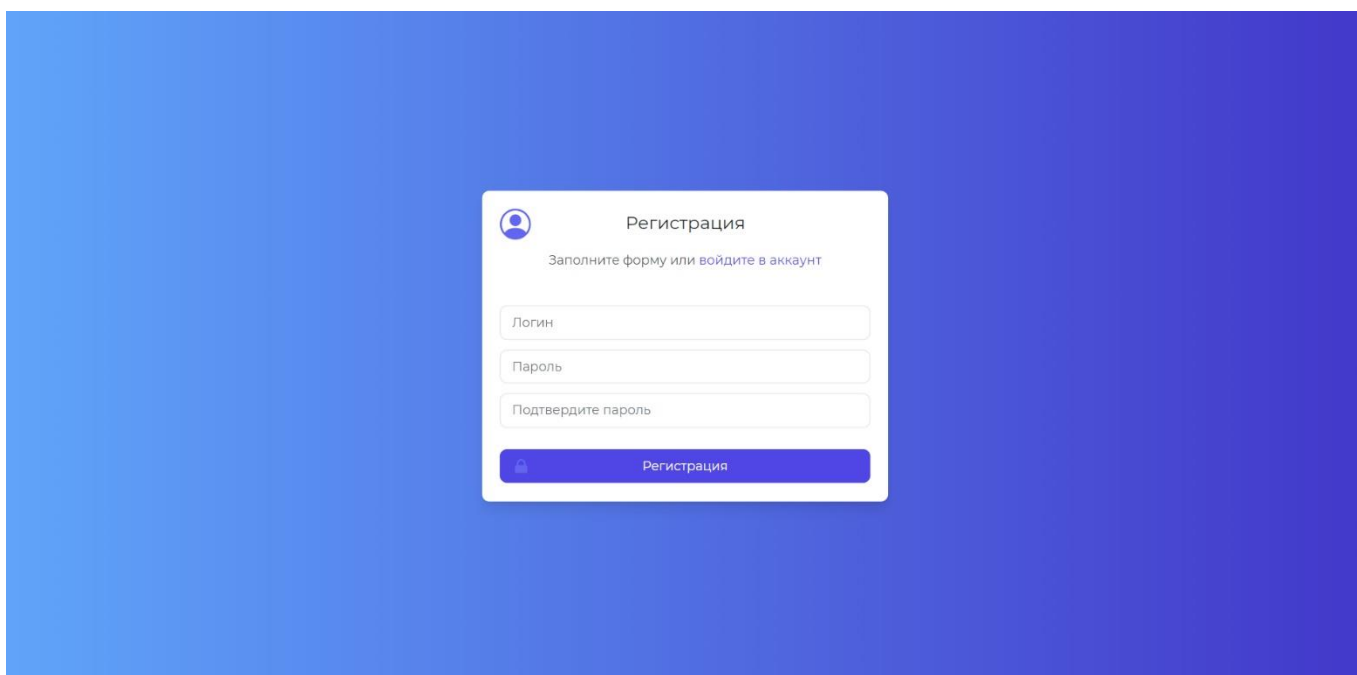 Регистрация
Заполните форму или войдите в аккаунт
Логин
Пароль
Подтвердите пароль
Регистрация